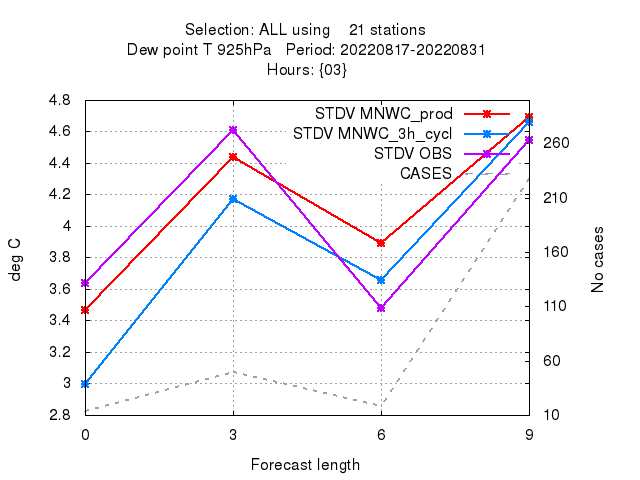 Selection: ALL using    21 stations
Dew point T 925hPa   Period: 20220817-20220831
Hours: {03}
STDV MNWC_prod
STDV MNWC_3h_cycl
STDV OBS
CASES
4.8
4.6
4.4
4.2
4
3.8
3.6
3.4
3.2
3
2.8
deg C
260
210
160
110
60
10
No cases
0 3 6 9
Forecast length